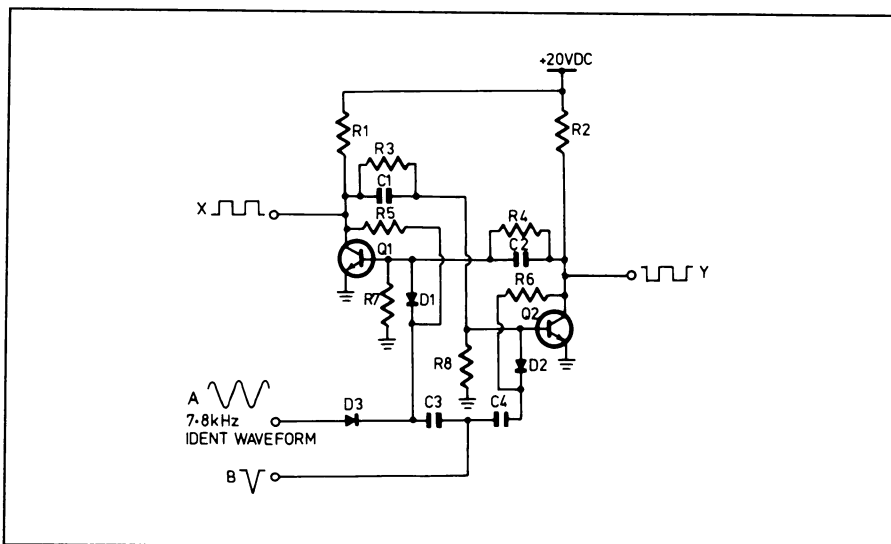 +20VDC
R1
R2
R3
C1
X
R5
R4
C2
Q1
R6
Y
R7
D1
Q2
R8
D2
A
7·8kHz
IDENT WAVEFORM
D3
C3
C4
B